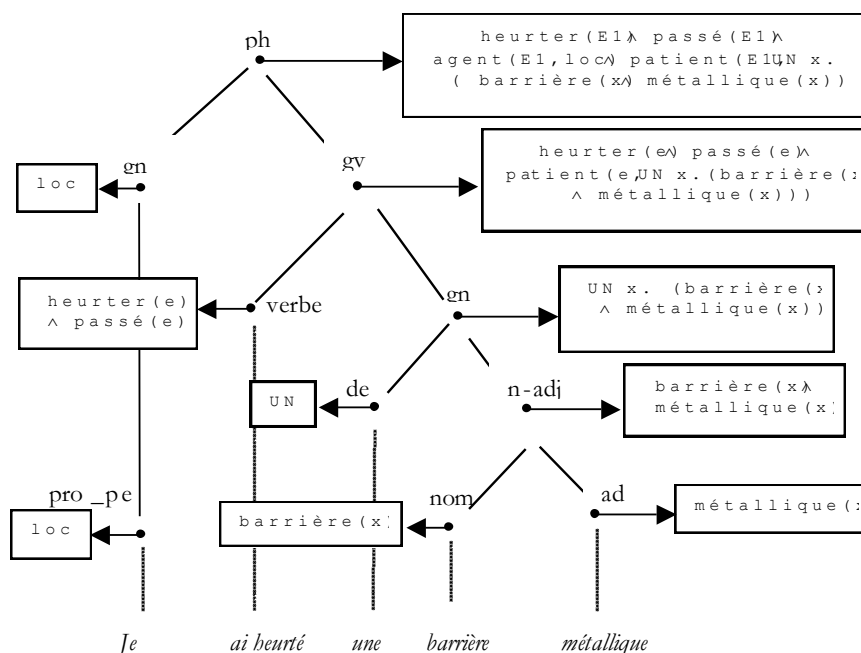 ph
heurter(E1)∧ passé(E1)∧
agent(E1,loc∧) patient(E1,UN x.
( barrière(x∧) métallique(x))
gn
loc
gv
heurter(e∧) passé(e)∧
patient(e,UN x.(barrière(x
∧ métallique(x)))
heurter(e)
∧ passé(e)
verbe
gn
UN x. (barrière(x
∧ métallique(x))
UN
de
n-adj
barrière(x)∧
métallique(x)
pro_pe
loc
barrière(x)
nom
ad
métallique(x
Je ai heurté une barrière métallique